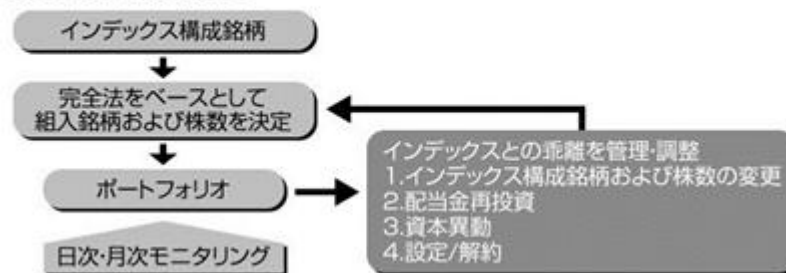 インデックス構成銘柄
完全法をベースとして
組入銘柄および株数を決定
ポートフォリオ
日次・月次モニタリング
インデックスとの乖離を管理・調整
1.インデックス構成銘柄および株数の変更
2.配当金再投資
3.資本異動
4.設定/解約